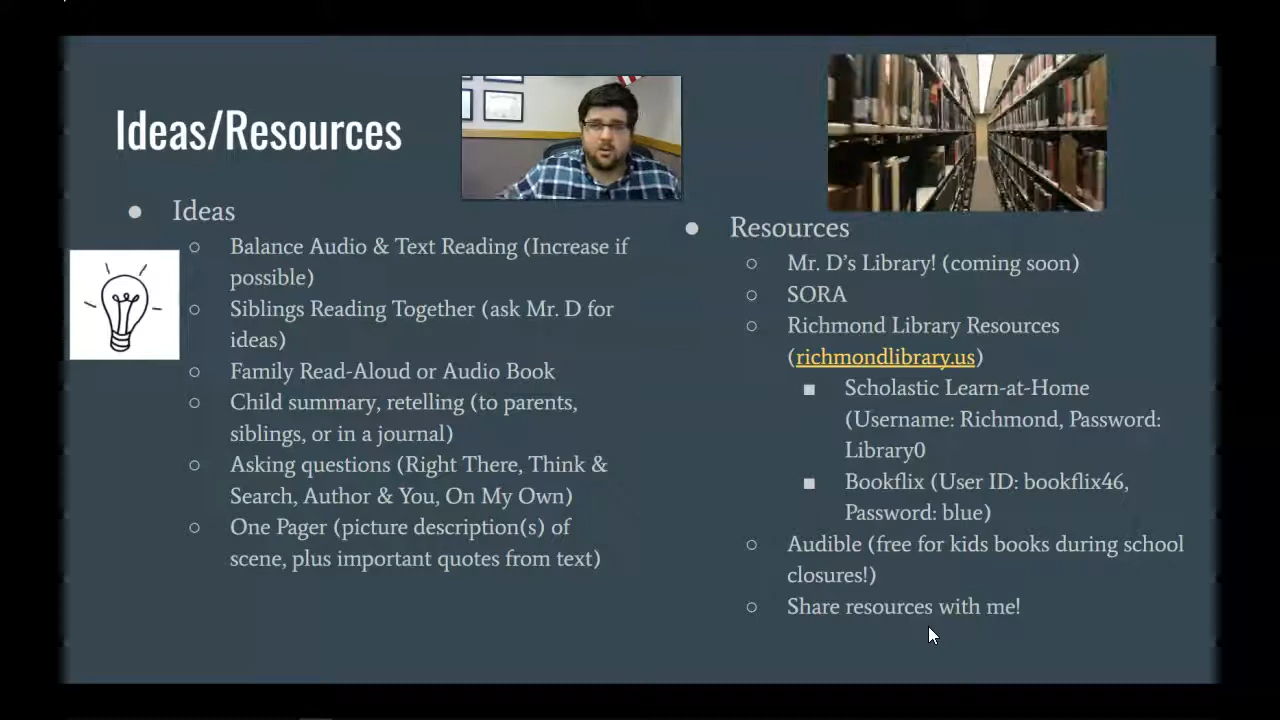 Ideas/Resources
Ideas
Balance Audio & Text Reading (Increase if
possible)
Siblings Reading Together (ask Mr. D for
ideas)
Family Read-Aloud or Audio Book
Child summary, retelling (to parents,
siblings, or in a journal)
Asking questions (Right There, Think &
Search, Author & You, On My Own)
One Pager (picture description(s) of
scene, plus important quotes from text)
Resources
Mr. D’s Library! (coming soon)
SORA
Richmond Library Resources
(richmondlibrary.us)
Scholastic Learn-at-Home
(Username: Richmond, Password:
Library0
Bookflix (User ID: bookflix46,
Password: blue)
Audible (free for kids books during school
closures!)
Share resources with me!